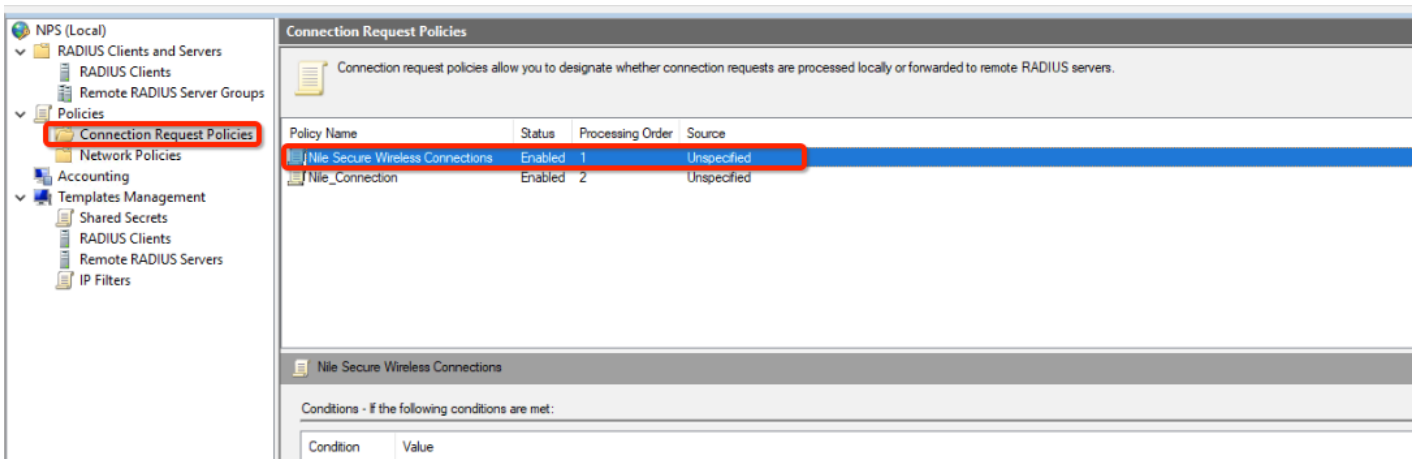 NPS (Local)
RADIUS Clients and Servers
RADIUS Clients
Remote RADIUS Server Groups
Policies
Connection Request Policies
Network Policies
Accounting
Templates Management
Shared Secrets
RADIUS Clients
Remote RADIUS Servers
IP Filters
Connection Request Policies
Connection request policies allow you to designate whether connection requests are processed locally or forwarded to remote RADIUS servers.
Policy Name Status Processing Order Source
Nile Secure Wireless Connections Enabled 1 Unspecified
Nile_Connection Enabled 2 Unspecified
Nile Secure Wireless Connections
Conditions - If the following conditions are met:
Condition Value